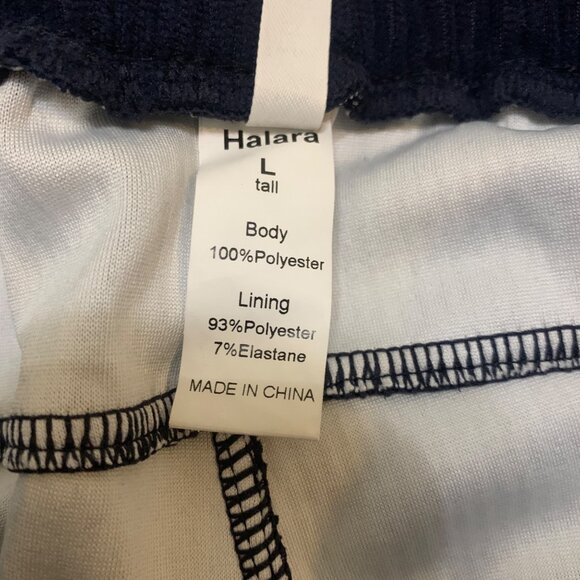 Halara
L
tall
Body
100%Polyester
Lining
93%Polyester
7%Elastane
MADE IN CHINA